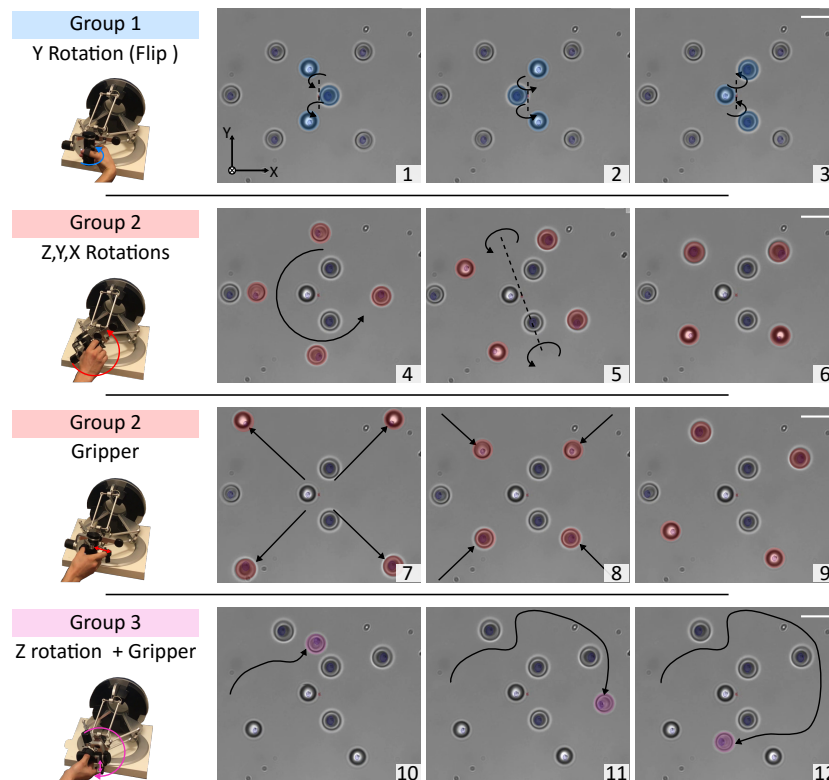 Group 1
Y Rotation (Flip )
Y
X
1
2
3
Group 2
Z,Y,X Rotations
4
5
6
Group 2
Gripper
7
8
9
Group 3
Z rotation + Gripper
10
11
12